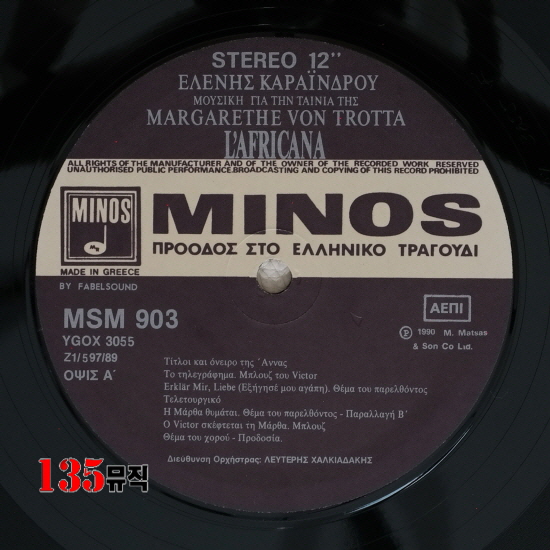 STEREO 12''
ΕΛΕΝΗΣ ΚΑΡΑΪΝΔΡΟΥ
ΜΟΥΣΙΚΗ ΓΙΑ ΤΗΝ ΤΑΙΝΙΑ ΤΗΣ
MARGARETHE VON TROTTA
L'AFRICANA
ALL RIGHTS OF THE MANUFACTURER AND OF THE OWNER OF THE RECORDED WORK RESERVED
UNAUTHORISED PUBLIC PERFORMANCE.BROADCASTING AND COPYING OF THIS RECORD PROHIBITED
MINOS
MINOS
ΠΡΟΟΔΟΣ ΣΤΟ ΕΛΛΗΝΙΚΟ ΤΡΑΓΟΥΔΙ
MADE IN GREECE
BY FABELSOUND
ΑΕΠΙ
MSM 903
YGOX 3055
Z1/597/89
ΟΨΙΣ Α΄
Ⓟ 1990 M. Matsas
& Son Co Ltd.
Τίτλοι και όνειρο της ΄Αννας
Το τηλεγράφημα. Μπλουζ του Victor
Erklär Mir, Liebe (Εξήγησέ μου αγάπη). Θέμα του παρελθόντος
Τελετουργικό
Η Μάρθα θυμάται. Θέμα του παρελθόντος - Παραλλαγή Β΄
Ο Victor σκέφτεται τη Μάρθα. Μπλουζ
Θέμα του χορού - Προδοσία.
Διεύθυνση Ορχήστρας: ΛΕΥΤΕΡΗΣ ΧΑΛΚΙΑΔΑΚΗΣ
135뮤직